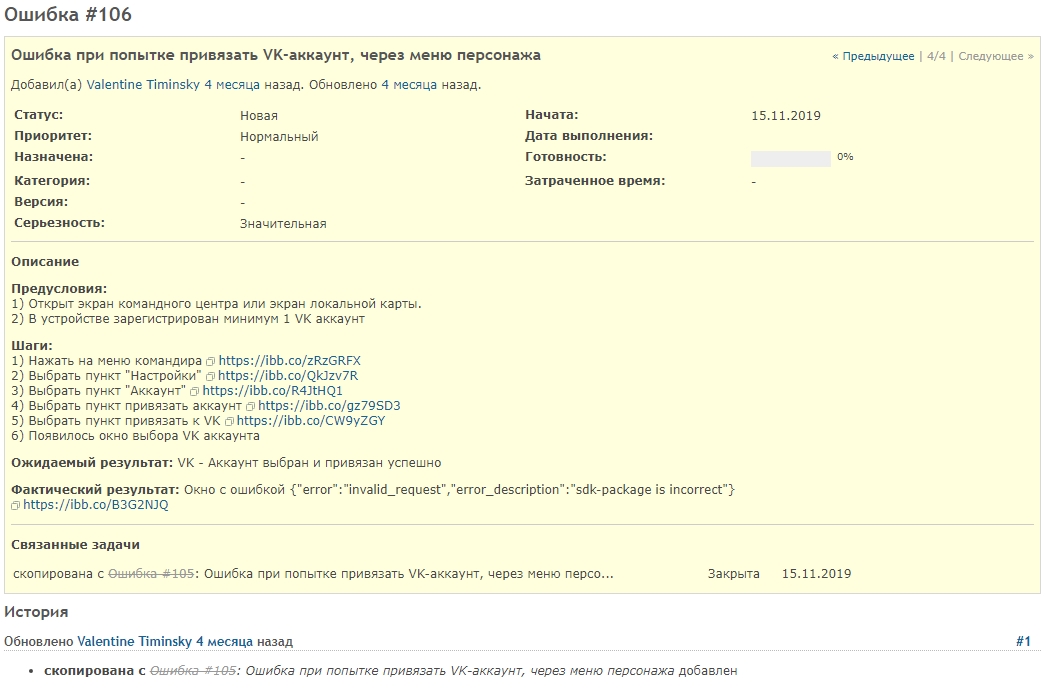 Ошибка #106
Ошибка при попытке привязать VK-аккаунт, через меню персонажа
« Предыдущее | 4/4 | Следующее »
Добавил(а) Valentine Timinsky 4 месяца назад. Обновлено 4 месяца назад.
Статус: Новая Начата: 15.11.2019
Приоритет: Нормальный Дата выполнения:
Назначена: - Готовность: 0%
Категория: - Затраченное время: -
Версия: -
Серьезность: Значительная
Описание
Предусловия:
1) Открыт экран командного центра или экран локальной карты.
2) В устройстве зарегистрирован минимум 1 VK аккаунт
Шаги:
1) Нажать на меню командира https://ibb.co/zRzGRFX
2) Выбрать пункт "Настройки" https://ibb.co/QkJzv7R
3) Выбрать пункт "Аккаунт" https://ibb.co/R4JtHQ1
4) Выбрать пункт привязать аккаунт https://ibb.co/gz79SD3
5) Выбрать пункт привязать к VK https://ibb.co/CW9yZGY
6) Появилось окно выбора VK аккаунта
Ожидаемый результат: VK - Аккаунт выбран и привязан успешно
Фактический результат: Окно с ошибкой {"error":"invalid_request","error_description":"sdk-package is incorrect"}
https://ibb.co/B3G2NJQ
Связанные задачи
скопирована с Ошибка #105: Ошибка при попытке привязать VK-аккаунт, через меню персо... Закрыта 15.11.2019
История
Обновлено Valentine Timinsky 4 месяца назад #1
• скопирована с Ошибка #105: Ошибка при попытке привязать VK-аккаунт, через меню персонажа добавлен